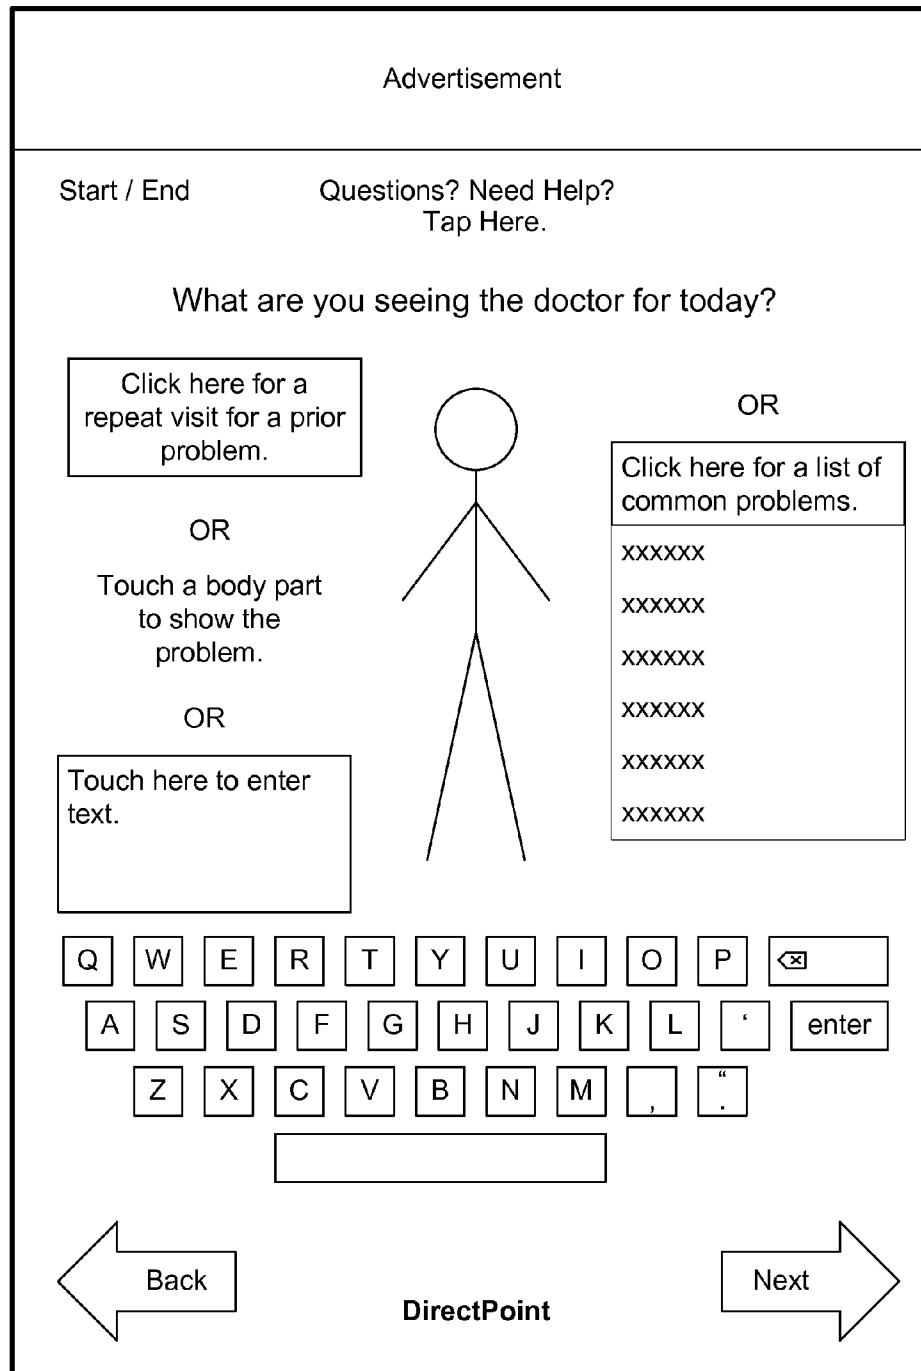 Advertisement
Start / End
Questions? Need Help?
Tap Here.
What are you seeing the doctor for today?
Click here for a
repeat visit for a prior
problem.
OR
Touch a body part
to show the
problem.
OR
Touch here to enter
text.
OR
Click here for a list of
common problems.
xxxxxx
xxxxxx
xxxxxx
xxxxxx
xxxxxx
xxxxxx
Q W E R T Y U I O P
A S D F G H J K L ‘ enter
Z X C V B N M , “ .
Back
DirectPoint
Next